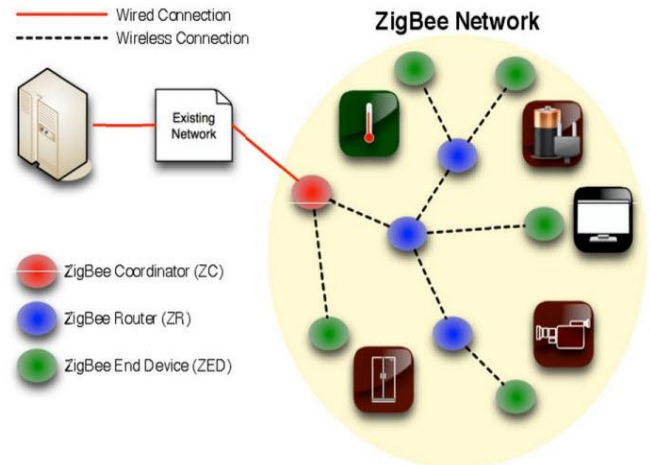 Wired Connection
Wireless Connection
ZigBee Network
Existing
Network
ZigBee Coordinator (ZC)
ZigBee Router (ZR)
ZigBee End Device (ZED)